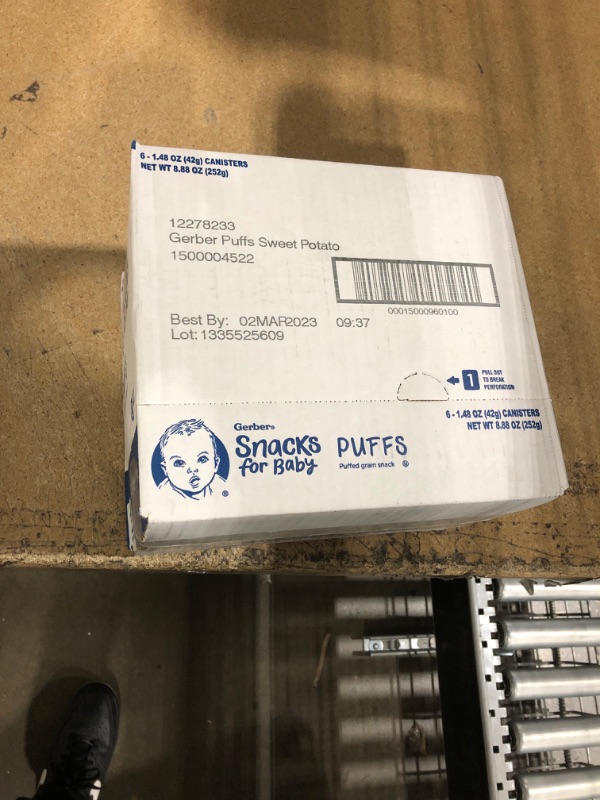 6 - 1.48 OZ (42g) CANISTERS
NET WT 8.88 OZ (252g)
12278233
Gerber Puffs Sweet Potato
1500004522
00015000960100
Best By: 02MAR2023 09:37
Lot: 1335525609
1 PULL OUT
TO BREAK
PERFORATION
6 - 1.48 OZ (42g) CANISTERS
NET WT 8.88 OZ (252g)
Gerber®
Snacks
for Baby
PUFFS
Puffed grain snack
®